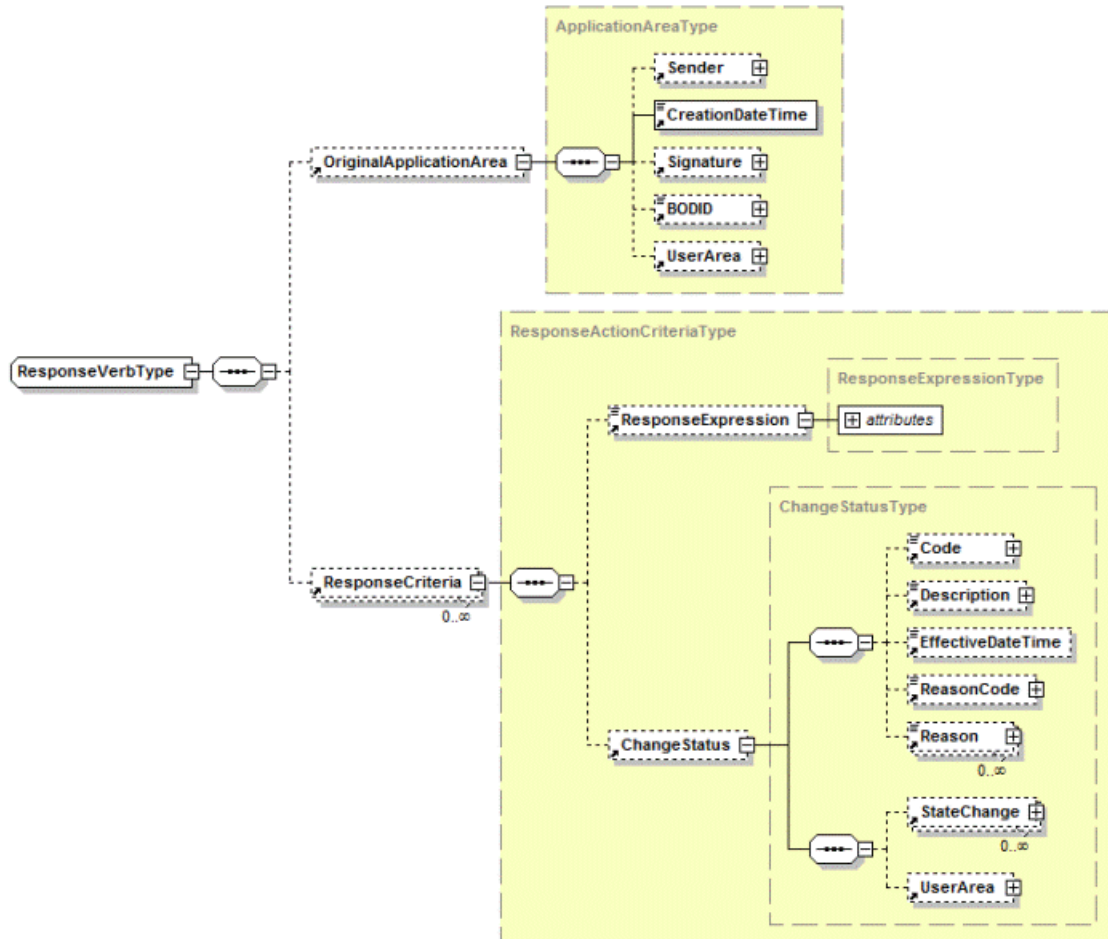 ApplicationAreaType
Sender
CreationDateTime
OriginalApplicationArea
Signature
BODID
UserArea
ResponseActionCriteriaType
ResponseVerbType
ResponseExpressionType
ResponseExpression
attributes
ChangeStatusType
Code
ResponseCriteria
0..∞
Description
EffectiveDateTime
ReasonCode
Reason
0..∞
ChangeStatus
StateChange
0..∞
UserArea